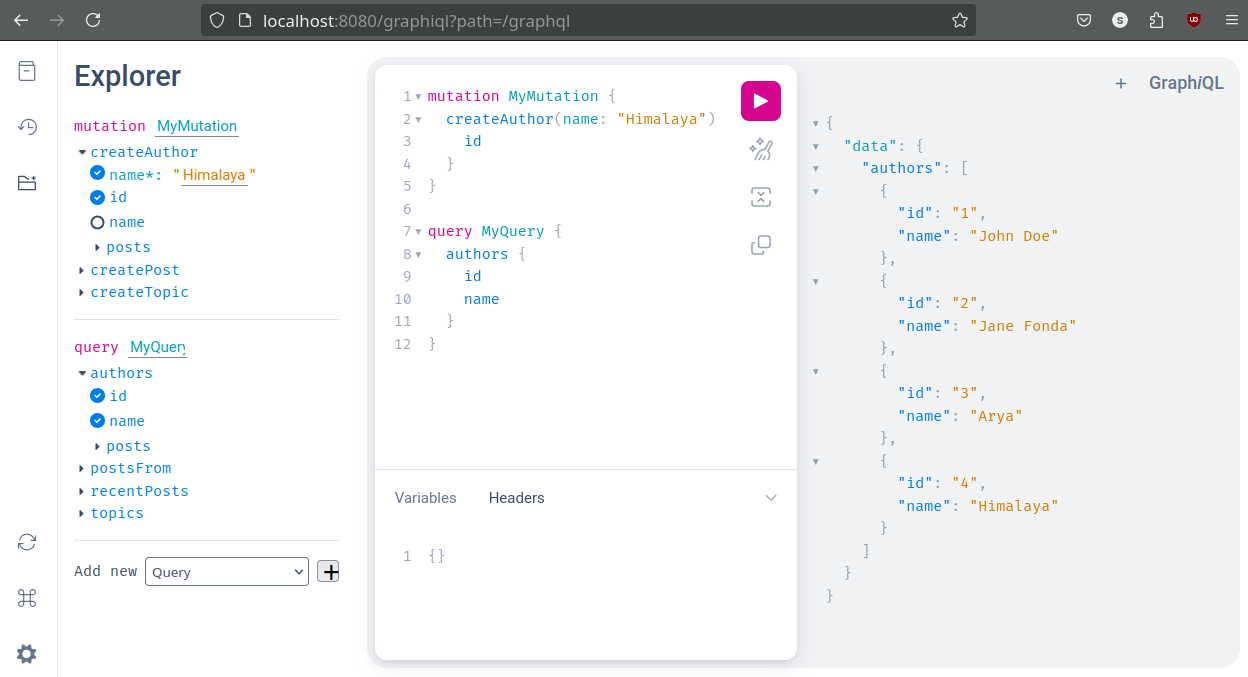 localhost:8080/graphiql?path=/graphql
S
UD
Explorer
mutation MyMutation
createAuthor
name*: "Himalaya"
id
name
posts
createPost
createTopic
query MyQuery
authors
id
name
posts
postsFrom
recentPosts
topics
Add new Query +
1 mutation MyMutation {
2 createAuthor(name: "Himalaya")
3 id
4 }
5 }
6
7 query MyQuery {
8 authors {
9 id
10 name
11 }
12 }
Variables Headers
1 {}
+ GraphiQL
{
"data": {
"authors": [
{
"id": "1",
"name": "John Doe"
},
{
"id": "2",
"name": "Jane Fonda"
},
{
"id": "3",
"name": "Arya"
},
{
"id": "4",
"name": "Himalaya"
}
]
}
}